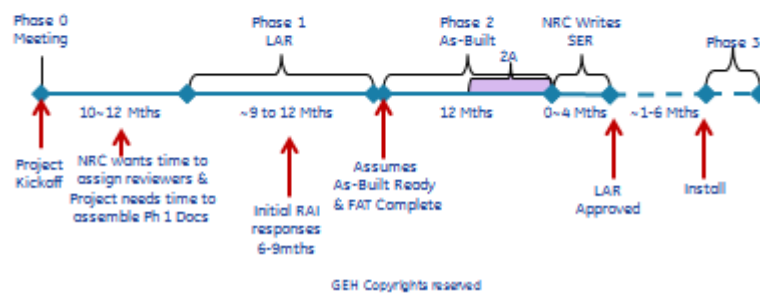 Phase 0
Meeting
Phase 1
LAR
Phase 2
As-Built
2A
NRC Writes
SER
Phase 3
10~12 Mths
~9 to 12 Mths
12 Mths
0~4 Mths
~1-6 Mths
Project
Kickoff
NRC wants time to
assign reviewers &
Project needs time to
assemble Ph 1 Docs
Initial RAI
responses
6-9mths
Assumes
As-Built Ready
& FAT Complete
LAR
Approved
Install
GEH Copyrights reserved